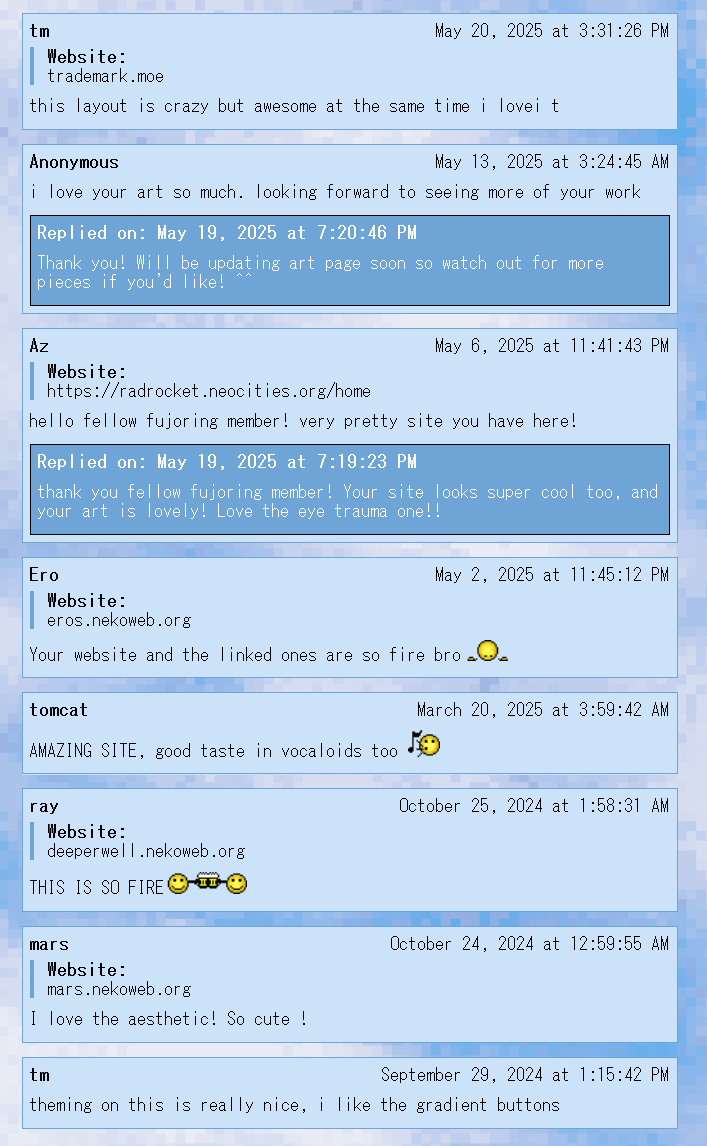 tm May 20, 2025 at 3:31:26 PM
Website:
trademark.moe
this layout is crazy but awesome at the same time i lovei t
Anonymous May 13, 2025 at 3:24:45 AM
i love your art so much. looking forward to seeing more of your work
Replied on: May 19, 2025 at 7:20:46 PM
Thank you! Will be updating art page soon so watch out for more
pieces if you'd like! ^^
Az May 6, 2025 at 11:41:43 PM
Website:
https://radrocket.neocities.org/home
hello fellow fujoring member! very pretty site you have here!
Replied on: May 19, 2025 at 7:19:23 PM
thank you fellow fujoring member! Your site looks super cool too, and
your art is lovely! Love the eye trauma one!!
Ero May 2, 2025 at 11:45:12 PM
Website:
eros.nekoweb.org
Your website and the linked ones are so fire bro
tomcat March 20, 2025 at 3:59:42 AM
AMAZING SITE, good taste in vocaloids too
ray October 25, 2024 at 1:58:31 AM
Website:
deeperwell.nekoweb.org
THIS IS SO FIRE
mars October 24, 2024 at 12:59:55 AM
Website:
mars.nekoweb.org
I love the aesthetic! So cute !
tm September 29, 2024 at 1:15:42 PM
theming on this is really nice, i like the gradient buttons